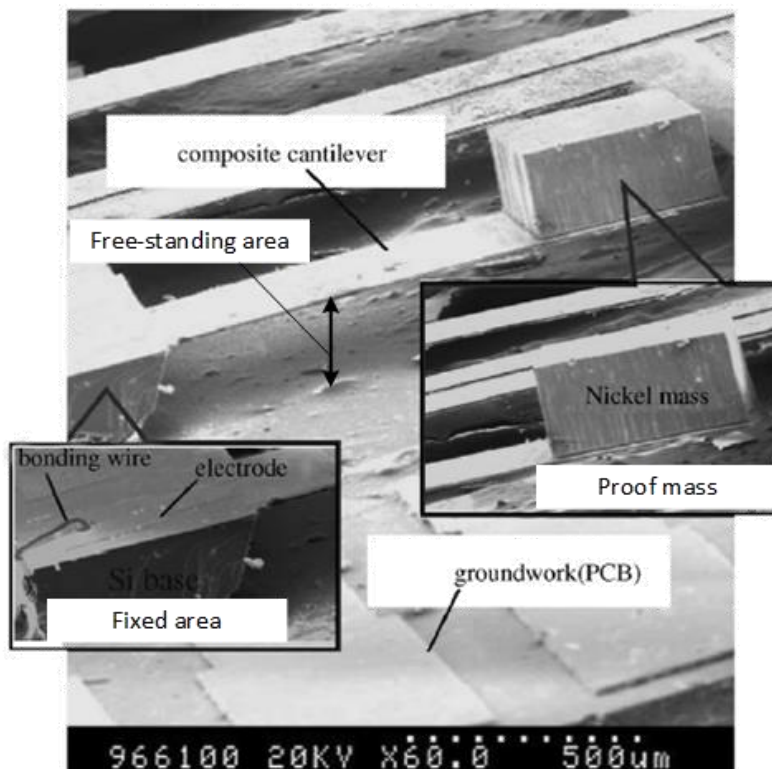 composite cantilever
Free-standing area
Nickel mass
Proof mass
bonding wire
electrode
Si base
Fixed area
groundwork(PCB)
966100 20KV X60.0 500µm